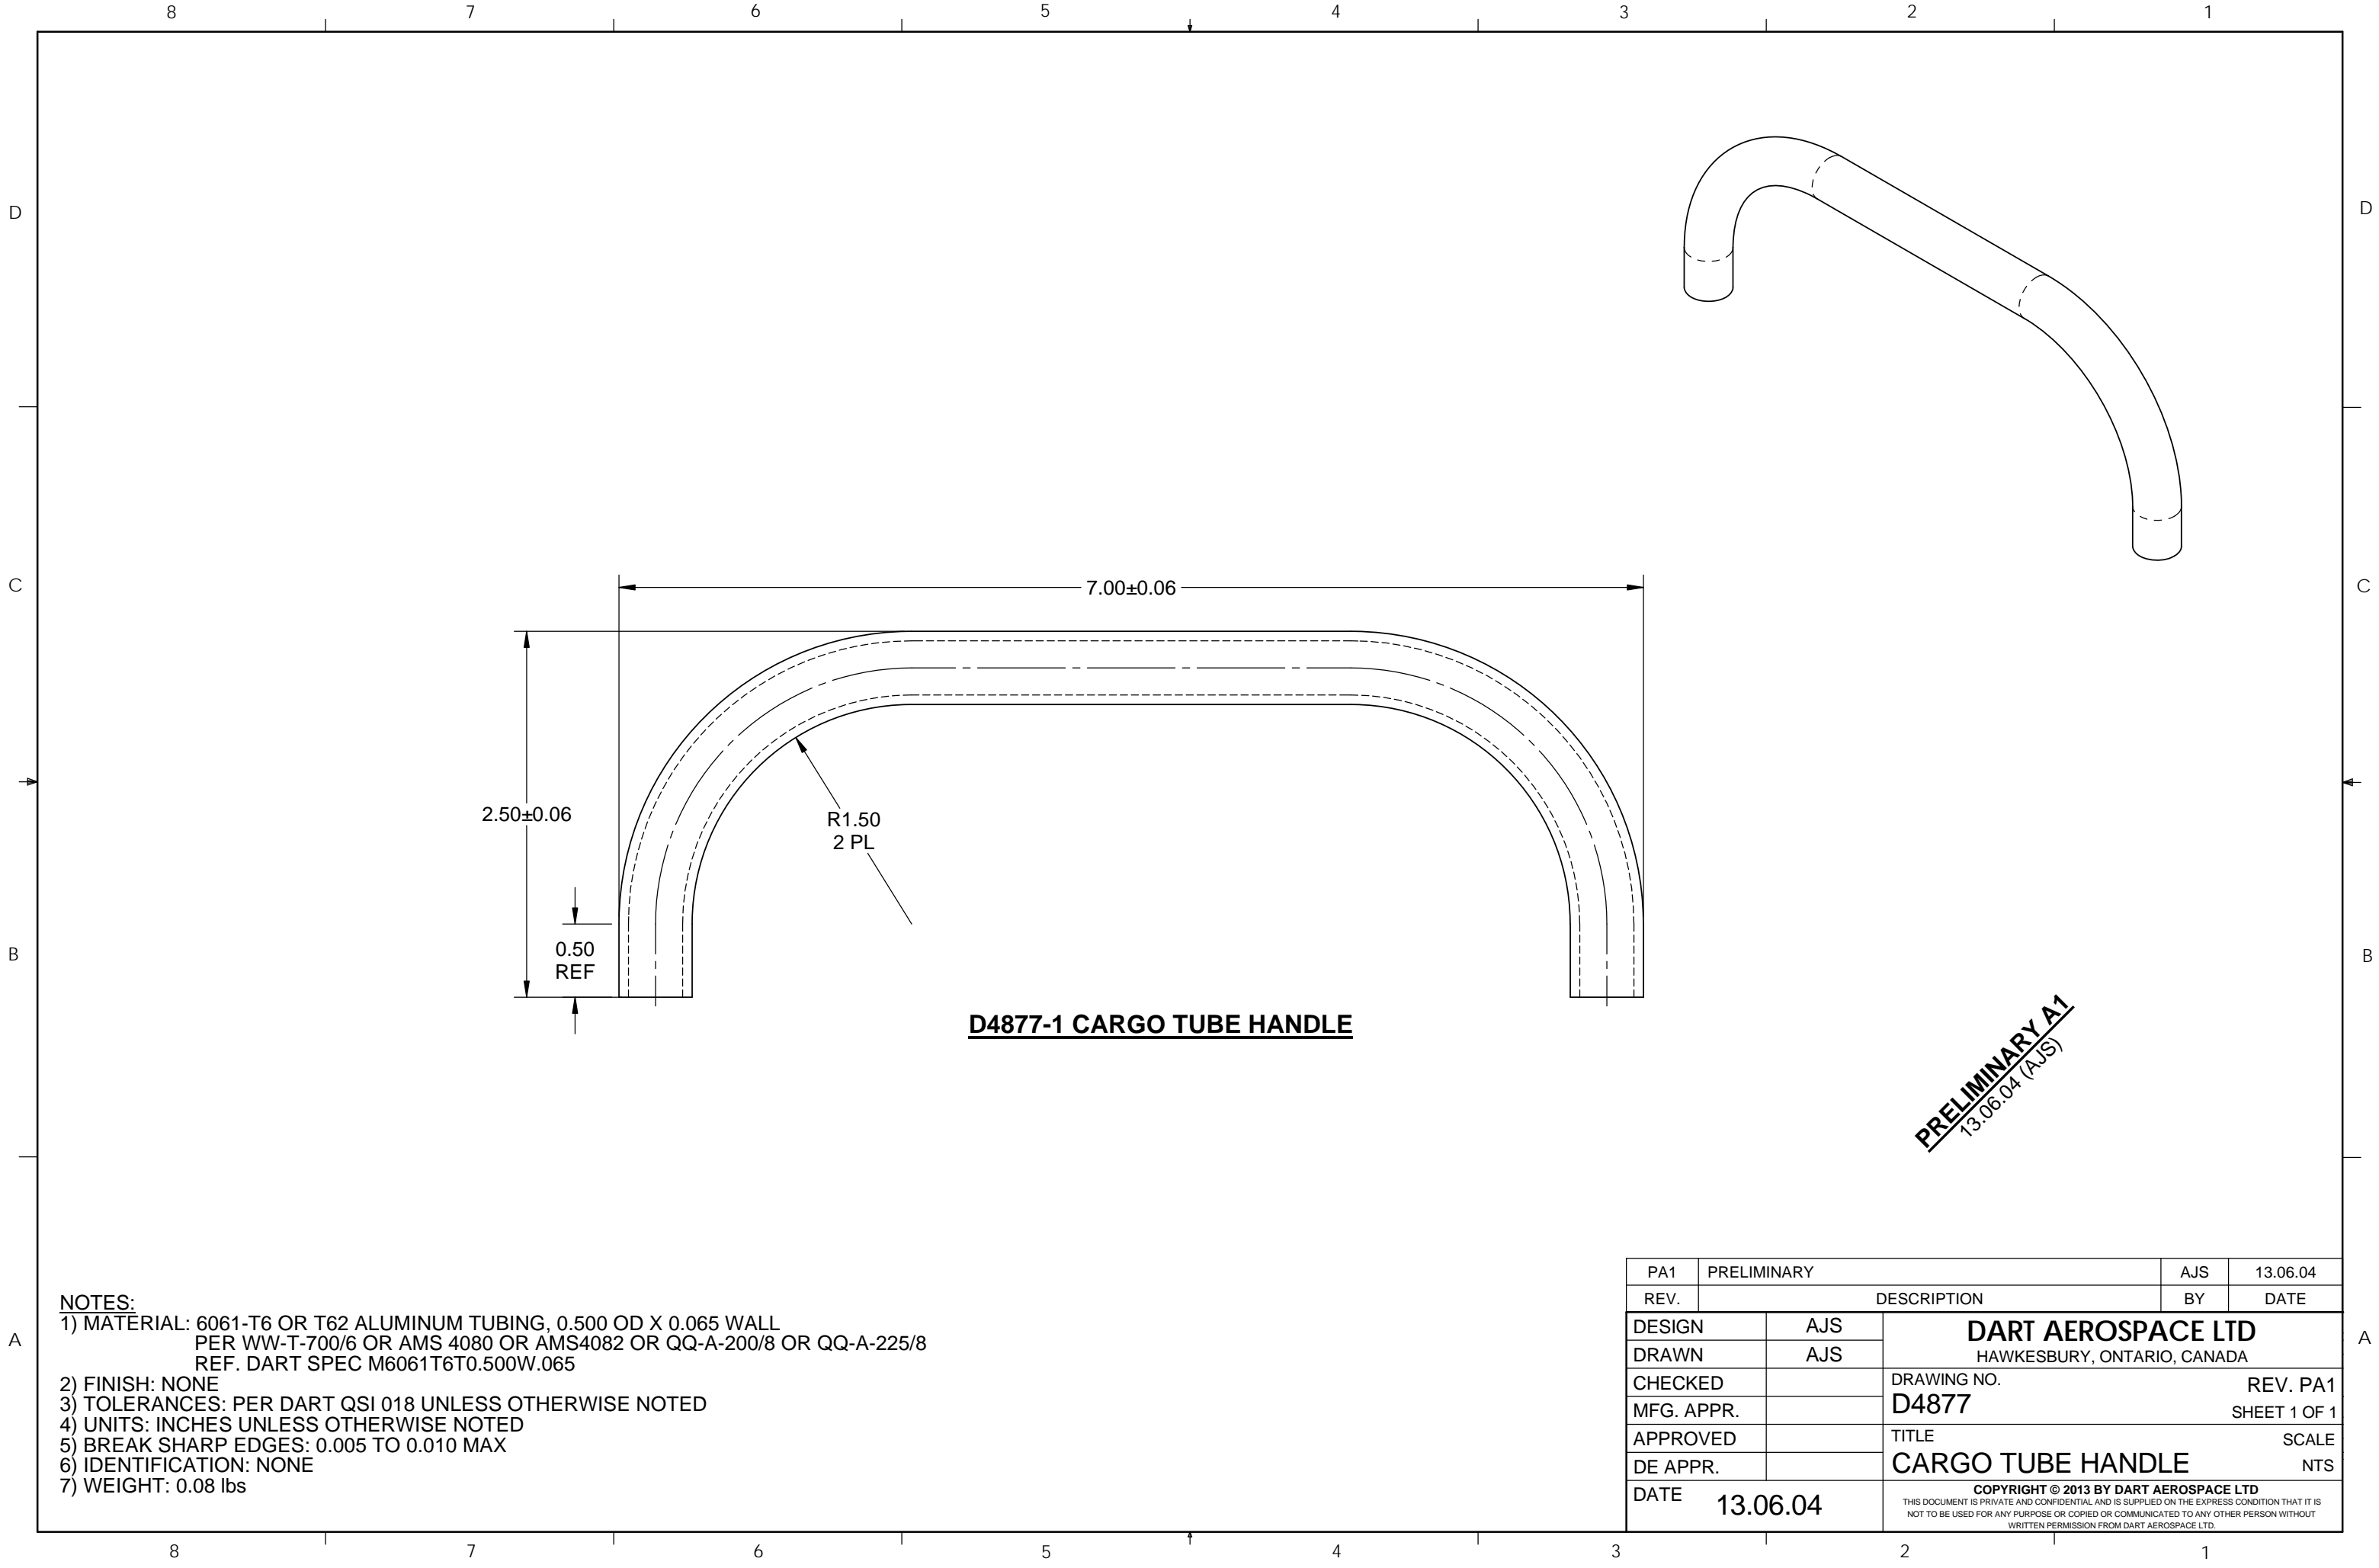 8 7 6 5 4 3 2 1
D D
7.00±0.06
C C
2.50±0.06
R1.50
2 PL
0.50
REF
B B
D4877-1 CARGO TUBE HANDLE
PRELIMINARY A1
13.06.04 (AJS)
NOTES:
1) MATERIAL: 6061-T6 OR T62 ALUMINUM TUBING, 0.500 OD X 0.065 WALL
PER WW-T-700/6 OR AMS 4080 OR AMS4082 OR QQ-A-200/8 OR QQ-A-225/8
REF. DART SPEC M6061T6T0.500W.065
2) FINISH: NONE
3) TOLERANCES: PER DART QSI 018 UNLESS OTHERWISE NOTED
4) UNITS: INCHES UNLESS OTHERWISE NOTED
5) BREAK SHARP EDGES: 0.005 TO 0.010 MAX
6) IDENTIFICATION: NONE
7) WEIGHT: 0.08 lbs
A A
PA1 PRELIMINARY AJS 13.06.04
REV. DESCRIPTION BY DATE
DESIGN AJS
DRAWN AJS
CHECKED
MFG. APPR.
APPROVED
DE APPR.
DATE 13.06.04
DART AEROSPACE LTD
HAWKESBURY, ONTARIO, CANADA
DRAWING NO. REV. PA1
D4877 SHEET 1 OF 1
TITLE SCALE
CARGO TUBE HANDLE NTS
COPYRIGHT © 2013 BY DART AEROSPACE LTD
THIS DOCUMENT IS PRIVATE AND CONFIDENTIAL AND IS SUPPLIED ON THE EXPRESS CONDITION THAT IT IS
NOT TO BE USED FOR ANY PURPOSE OR COPIED OR COMMUNICATED TO ANY OTHER PERSON WITHOUT
WRITTEN PERMISSION FROM DART AEROSPACE LTD.
8 7 6 5 4 3 2 1